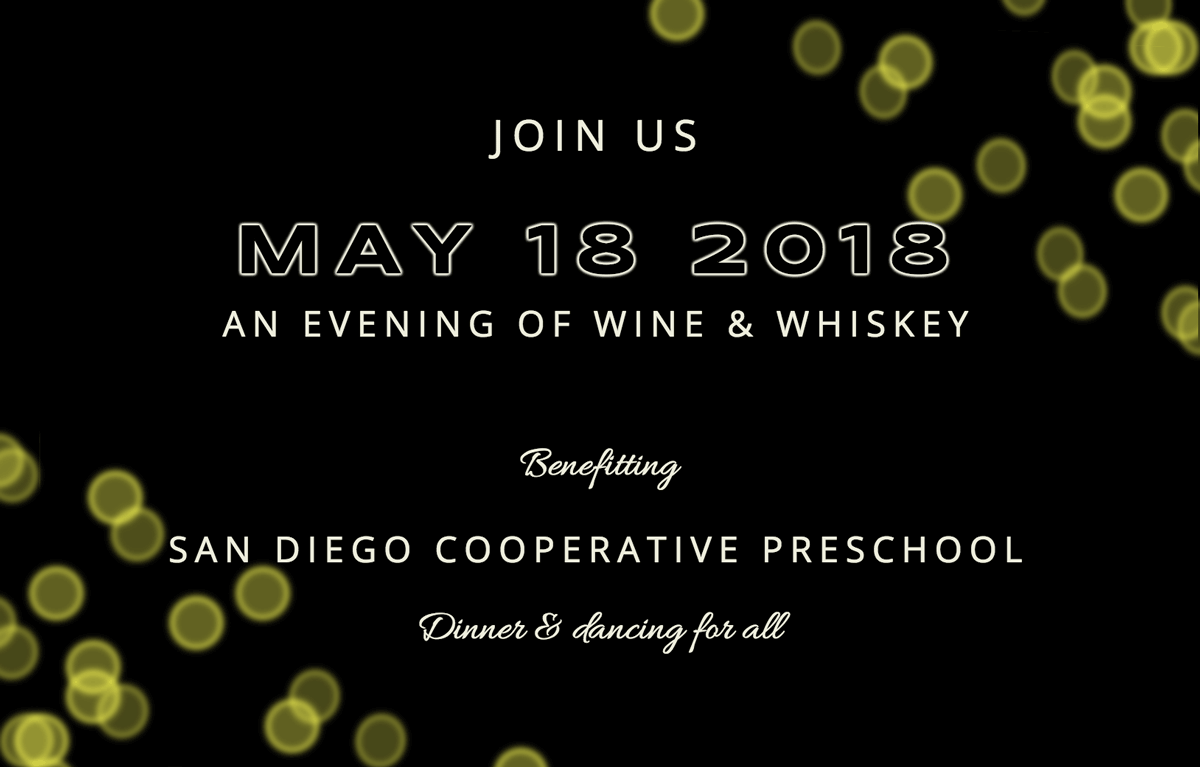 JOIN US
MAY 18 2018
AN EVENING OF WINE & WHISKEY
Benefitting
SAN DIEGO COOPERATIVE PRESCHOOL
Dinner & dancing for all